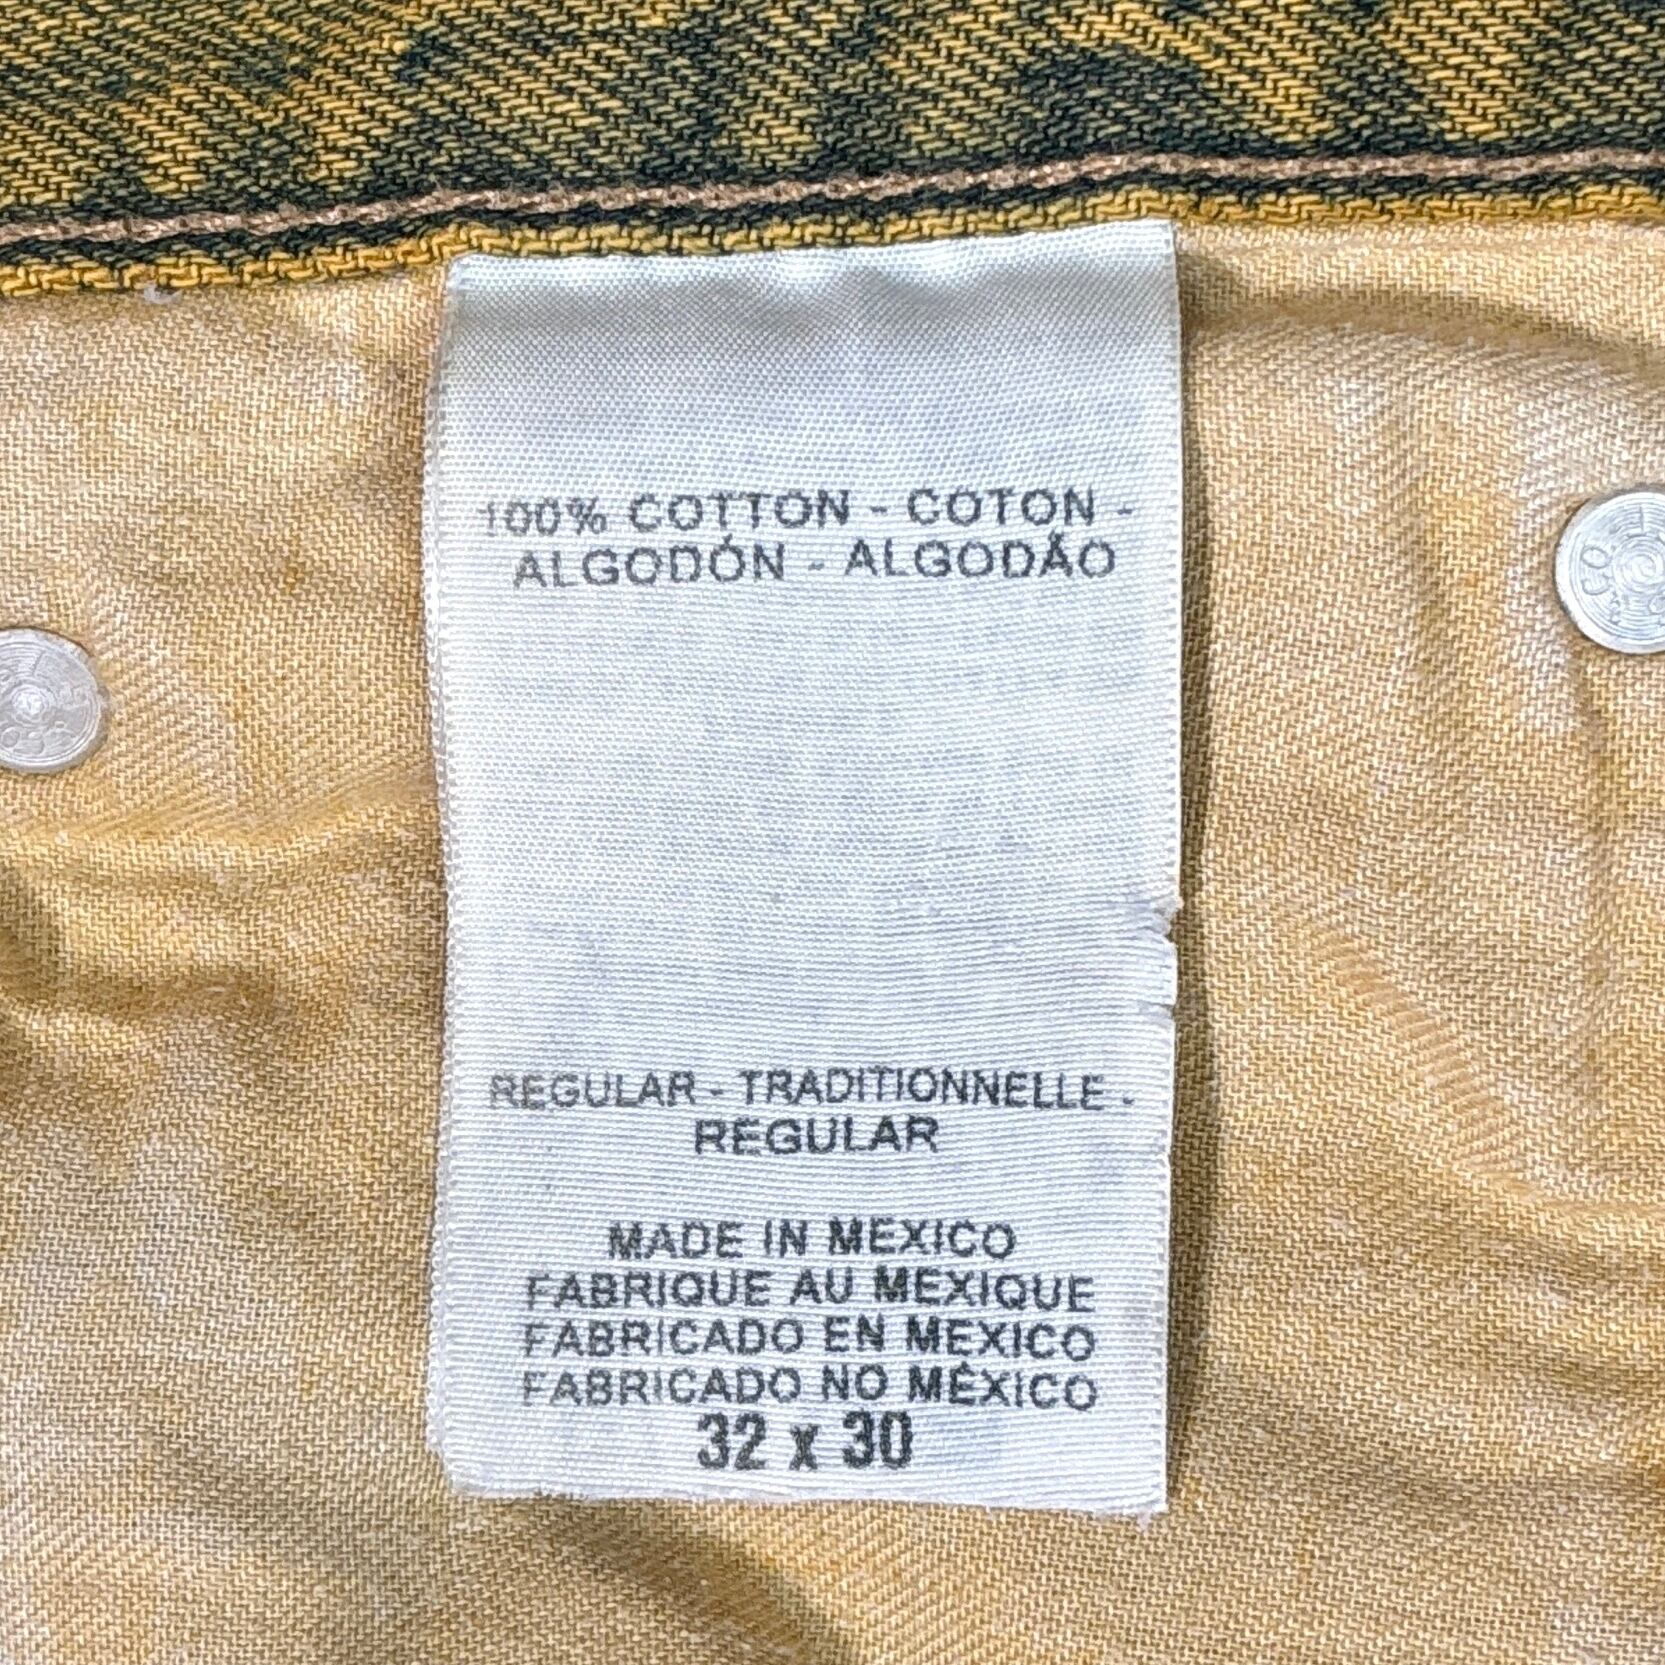 100% COTTON - COTON -
ALGODÓN - ALGODÃO
REGULAR - TRADITIONNELLE -
REGULAR
MADE IN MEXICO
FABRIQUE AU MEXIQUE
FABRICADO EN MEXICO
FABRICADO NO MÉXICO
32 x 30
CO.